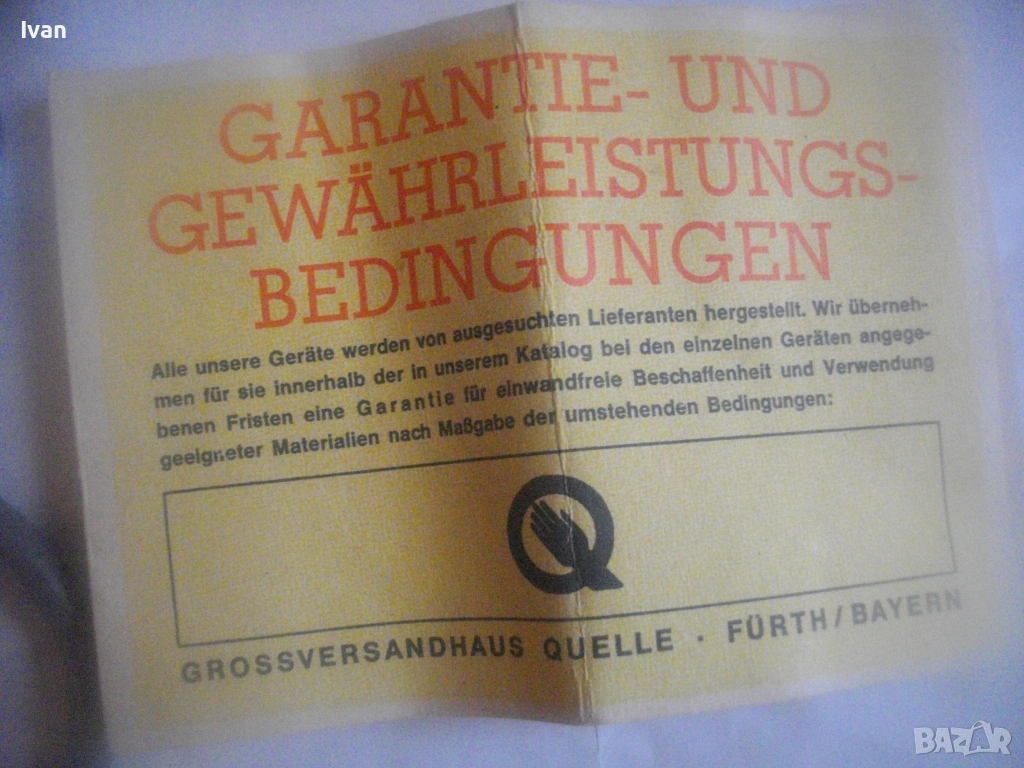 Ivan
GARANTIE- UND
GEWÄHRLEISTUNGS-
BEDINGUNGEN
Alle unsere Geräte werden von ausgesuchten Lieferanten hergestellt. Wir überneh-
men für sie innerhalb der in unserem Katalog bei den einzelnen Geräten angege-
benen Fristen eine Garantie für einwandfreie Beschaffenheit und Verwendung
geeigneter Materialien nach Maßgabe der umstehenden Bedingungen:
Q
GROSSVERSANDHAUS QUELLE · FÜRTH/BAYERN
BAZAR